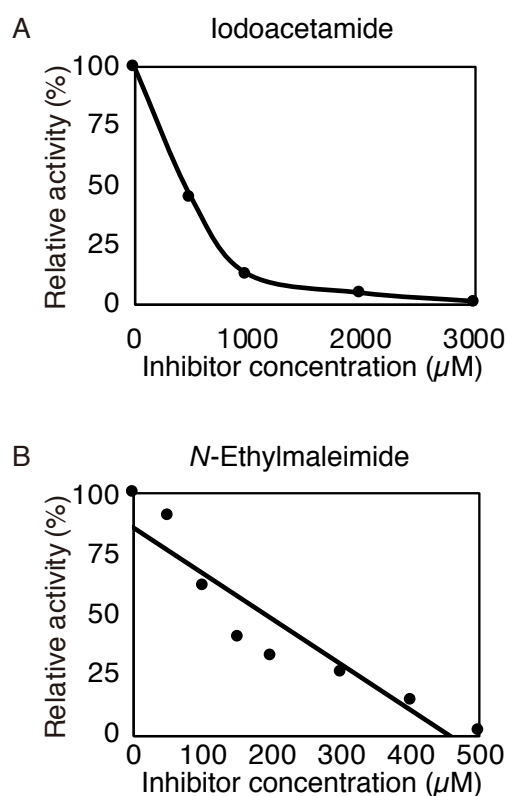 A
Iodoacetamide
Relative activity (%)
100
75
50
25
0
0 1000 2000 3000
Inhibitor concentration (µM)
B
N-Ethylmaleimide
Relative activity (%)
100
75
50
25
0
0 100 200 300 400 500
Inhibitor concentration (µM)